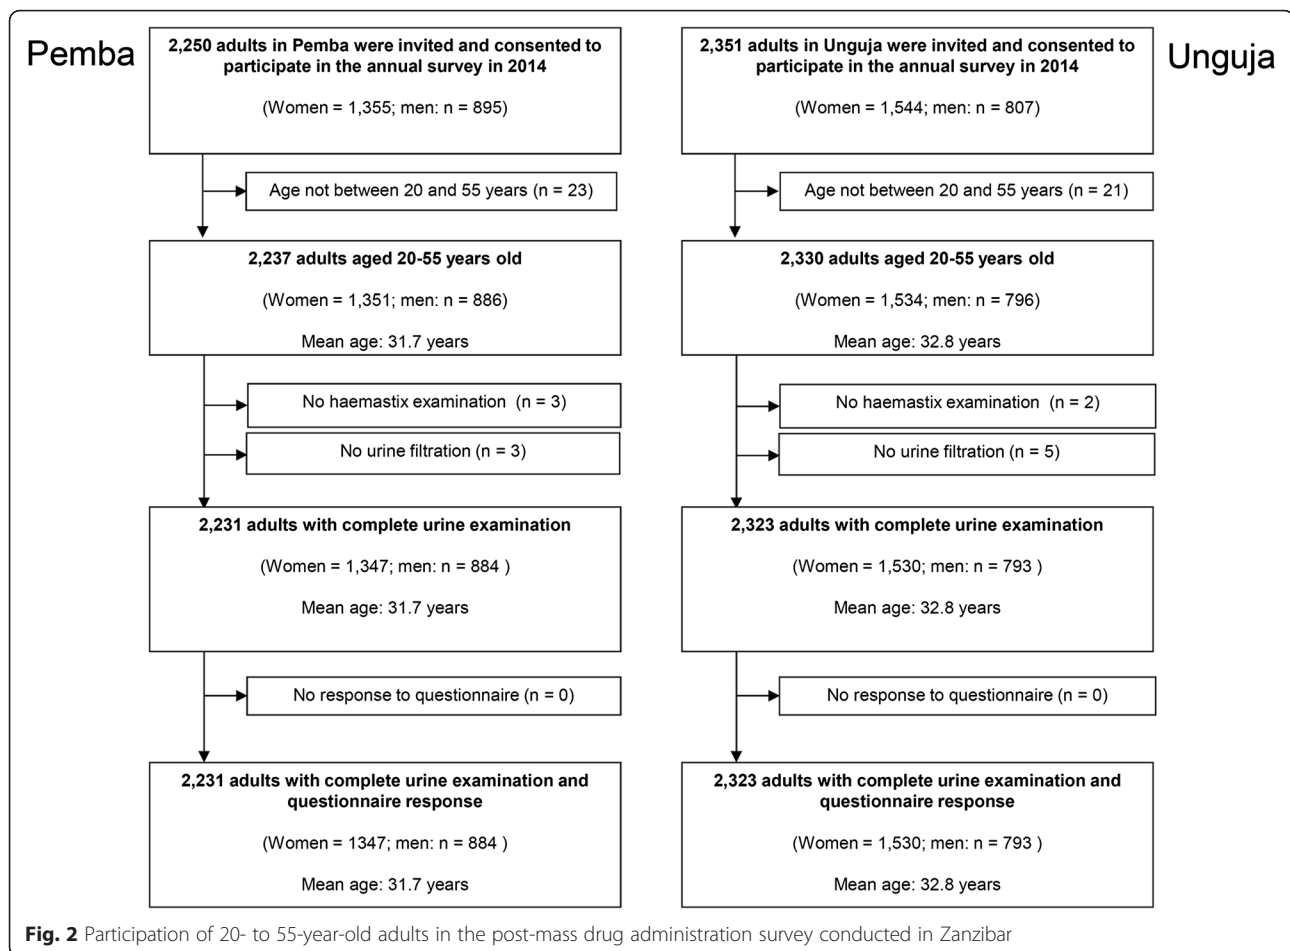 Pemba
2,250 adults in Pemba were invited and consented to
participate in the annual survey in 2014
(Women = 1,355; men: n = 895)
Age not between 20 and 55 years (n = 23)
2,237 adults aged 20-55 years old
(Women = 1,351; men: n = 886)
Mean age: 31.7 years
No haemastix examination (n = 3)
No urine filtration (n = 3)
2,231 adults with complete urine examination
(Women = 1,347; men: n = 884 )
Mean age: 31.7 years
No response to questionnaire (n = 0)
2,231 adults with complete urine examination and
questionnaire response
(Women = 1347; men: n = 884 )
Mean age: 31.7 years
Unguja
2,351 adults in Unguja were invited and consented to
participate in the annual survey in 2014
(Women = 1,544; men: n = 807)
Age not between 20 and 55 years (n = 21)
2,330 adults aged 20-55 years old
(Women = 1,534; men: n = 796)
Mean age: 32.8 years
No haemastix examination (n = 2)
No urine filtration (n = 5)
2,323 adults with complete urine examination
(Women = 1,530; men: n = 793 )
Mean age: 32.8 years
No response to questionnaire (n = 0)
2,323 adults with complete urine examination and
questionnaire response
(Women = 1,530; men: n = 793 )
Mean age: 32.8 years
Fig. 2 Participation of 20- to 55-year-old adults in the post-mass drug administration survey conducted in Zanzibar